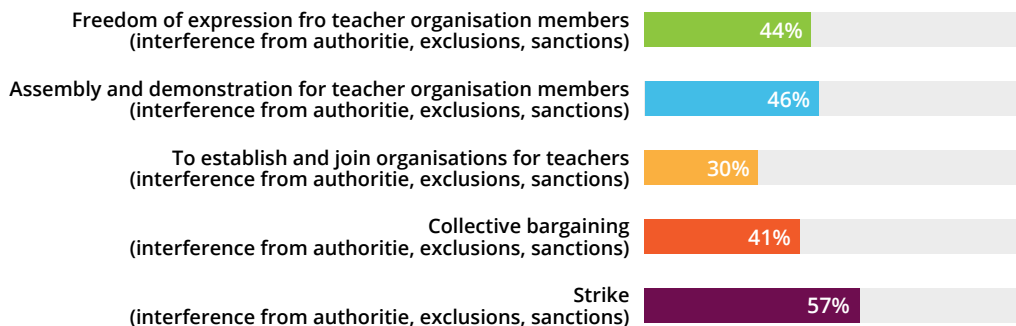 Freedom of expression fro teacher organisation members
(interference from authoritie, exclusions, sanctions)
44%
Assembly and demonstration for teacher organisation members
(interference from authoritie, exclusions, sanctions)
46%
To establish and join organisations for teachers
(interference from authoritie, exclusions, sanctions)
30%
Collective bargaining
(interference from authoritie, exclusions, sanctions)
41%
Strike
(interference from authoritie, exclusions, sanctions)
57%